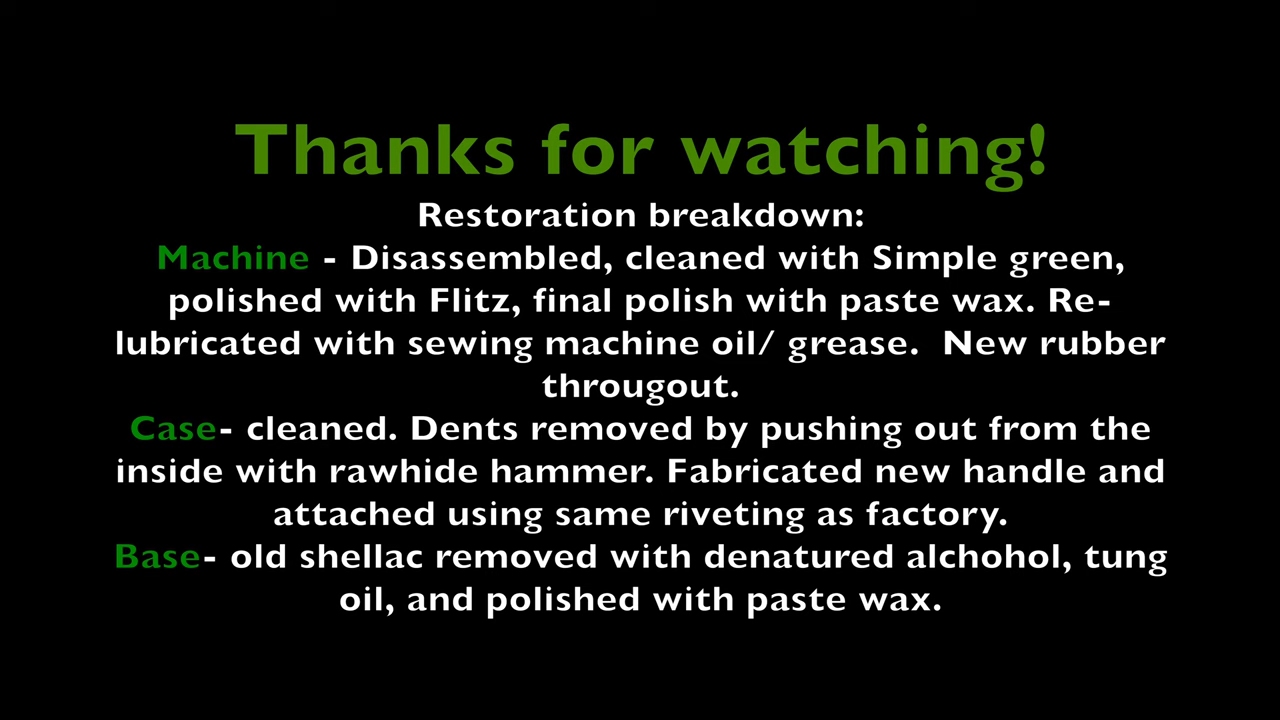 Thanks for watching!
Restoration breakdown:
Machine - Disassembled, cleaned with Simple green,
polished with Flitz, final polish with paste wax. Re-
lubricated with sewing machine oil/ grease.  New rubber
througout.
Case- cleaned. Dents removed by pushing out from the
inside with rawhide hammer. Fabricated new handle and
attached using same riveting as factory.
Base- old shellac removed with denatured alchohol, tung
oil, and polished with paste wax.